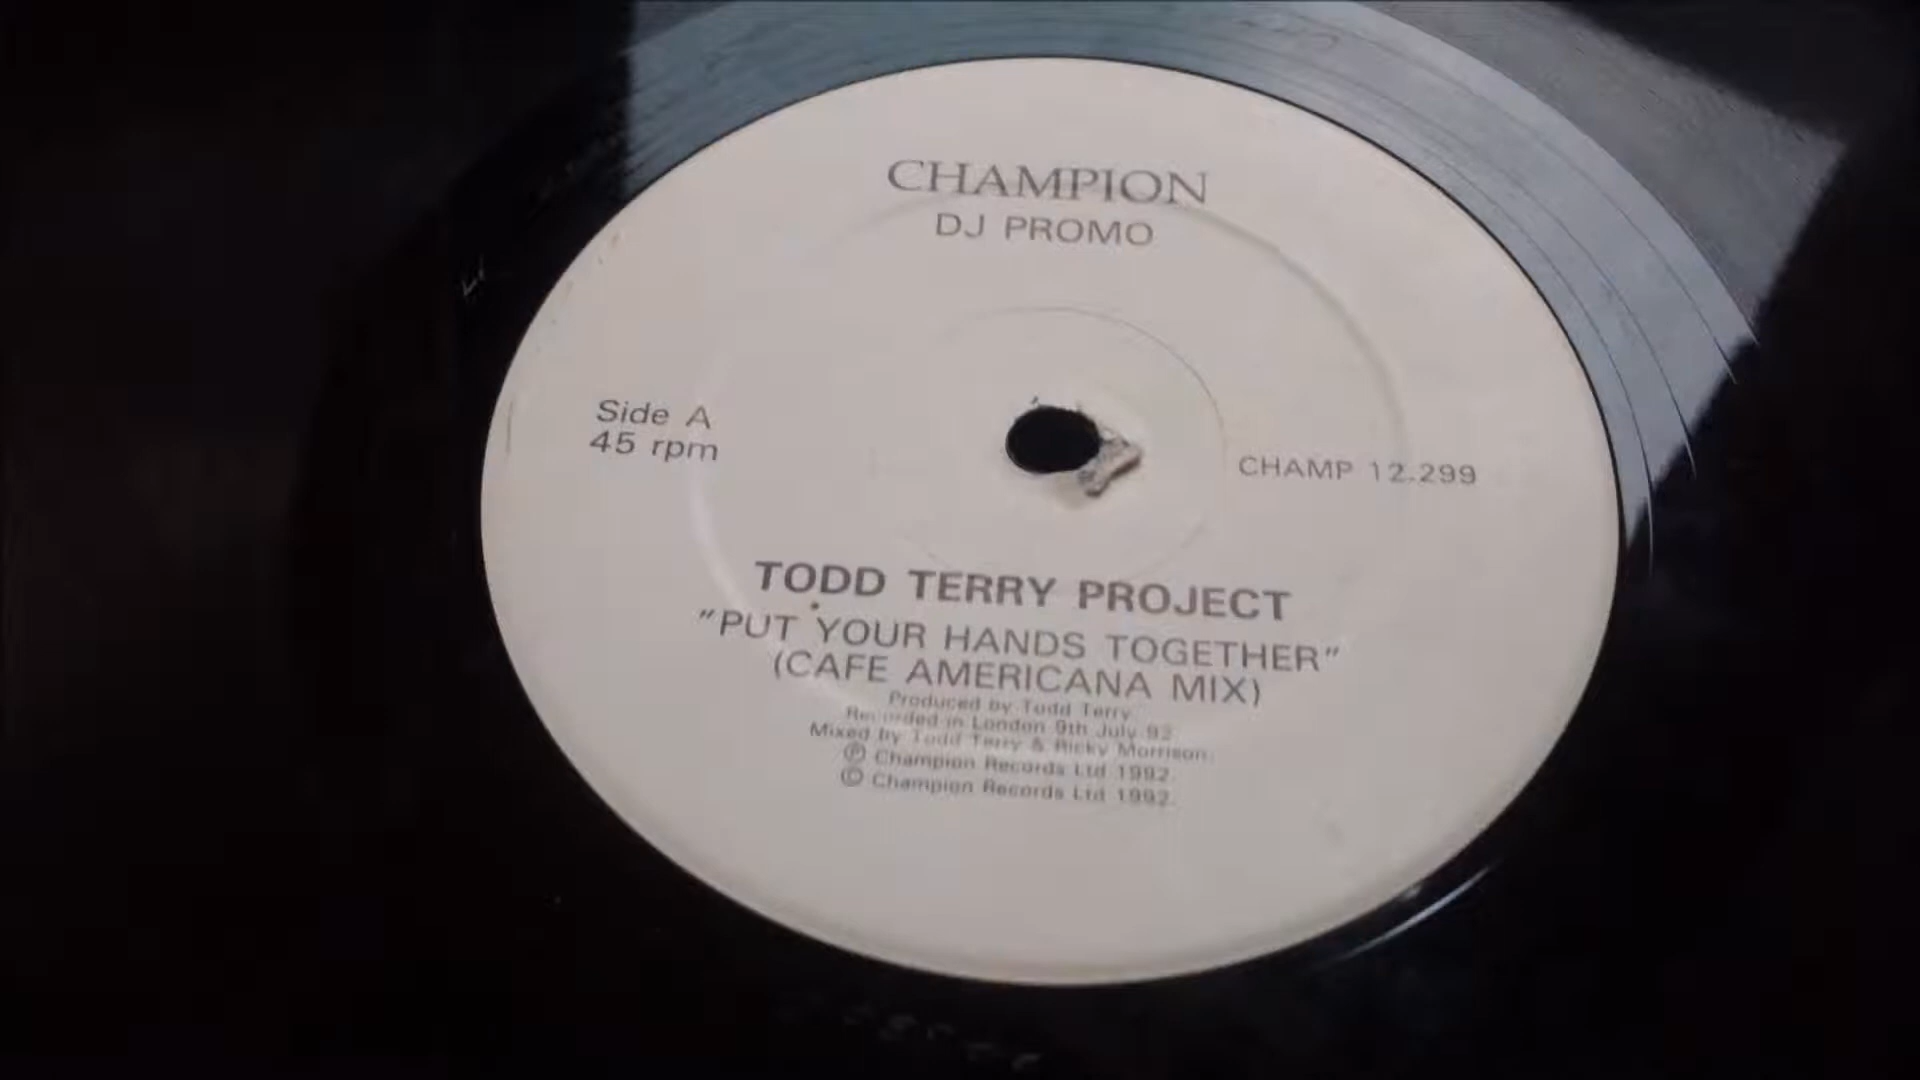 CHAMPION
DJ PROMO
Side A
45 rpm
CHAMP 12.299
TODD TERRY PROJECT
"PUT YOUR HANDS TOGETHER"
(CAFE AMERICANA MIX)
Produced by Todd Terry.
Recorded in London 9th July 92.
Mixed by Todd Terry & Ricky Morrison.
Ⓟ Champion Records Ltd 1992.
© Champion Records Ltd 1992.